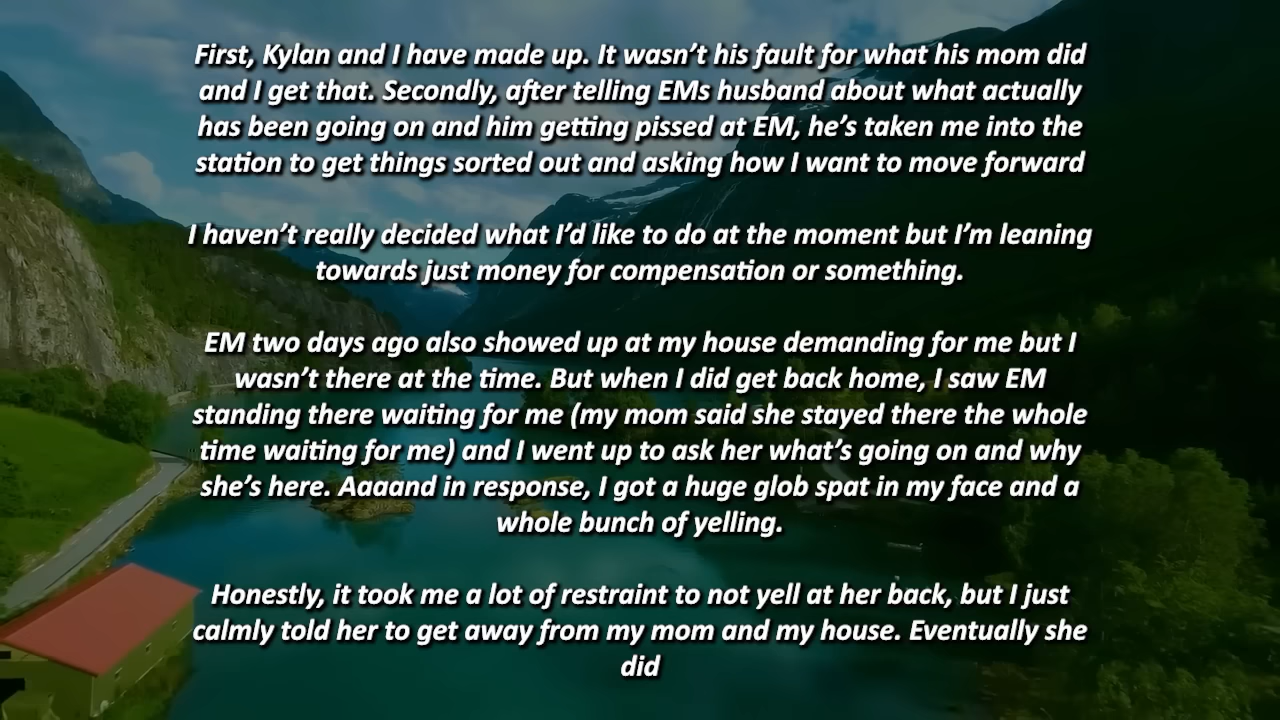 First, Kylan and I have made up. It wasn't his fault for what his mom did
and I get that. Secondly, after telling EMs husband about what actually
has been going on and him getting pissed at EM, he's taken me into the
station to get things sorted out and asking how I want to move forward
I haven't really decided what I'd like to do at the moment but I'm leaning
towards just money for compensation or something.
EM two days ago also showed up at my house demanding for me but I
wasn't there at the time. But when I did get back home, I saw EM
standing there waiting for me (my mom said she stayed there the whole
time waiting for me) and I went up to ask her what's going on and why
she's here. Aaaand in response, I got a huge glob spat in my face and a
whole bunch of yelling.
Honestly, it took me a lot of restraint to not yell at her back, but I just
calmly told her to get away from my mom and my house. Eventually she
did